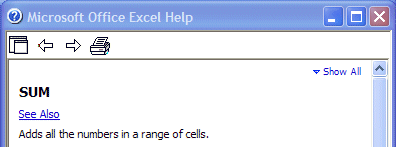 Microsoft Office Excel Help
Show All
SUM
See Also
Adds all the numbers in a range of cells.